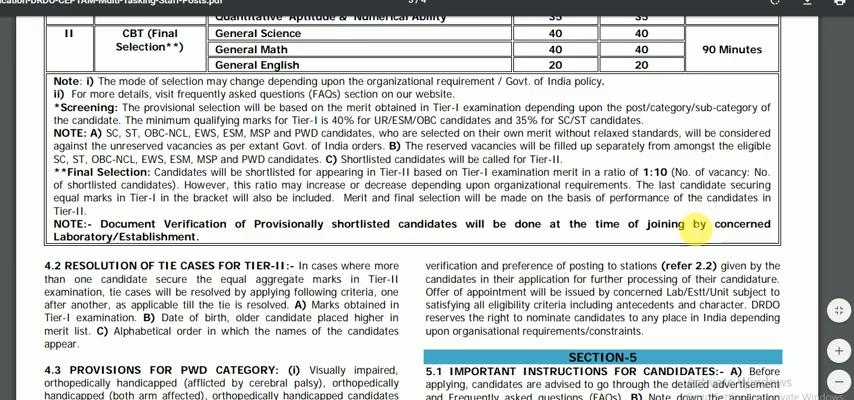 ication-DRDO-CEPTAM-Multi-Tasking-Staff-Posts.pdf
3 / 4
Quantitative Aptitude & Numerical Ability 35 35
II CBT (Final Selection**) General Science 40 40 90 Minutes
General Math 40 40
General English 20 20
Note: i) The mode of selection may change depending upon the organizational requirement / Govt. of India policy.
ii) For more details, visit frequently asked questions (FAQs) section on our website.
*Screening: The provisional selection will be based on the merit obtained in Tier-I examination depending upon the post/category/sub-category of
the candidate. The minimum qualifying marks for Tier-I is 40% for UR/ESM/OBC candidates and 35% for SC/ST candidates.
NOTE: A) SC, ST, OBC-NCL, EWS, ESM, MSP and PWD candidates, who are selected on their own merit without relaxed standards, will be considered
against the unreserved vacancies as per extant Govt. of India orders. B) The reserved vacancies will be filled up separately from amongst the eligible
SC, ST, OBC-NCL, EWS, ESM, MSP and PWD candidates. C) Shortlisted candidates will be called for Tier-II.
**Final Selection: Candidates will be shortlisted for appearing in Tier-II based on Tier-I examination merit in a ratio of 1:10 (No. of vacancy: No.
of shortlisted candidates). However, this ratio may increase or decrease depending upon organizational requirements. The last candidate securing
equal marks in Tier-I in the bracket will also be included. Merit and final selection will be made on the basis of performance of the candidates in
Tier-II.
NOTE:- Document Verification of Provisionally shortlisted candidates will be done at the time of joining by concerned
Laboratory/Establishment.
4.2 RESOLUTION OF TIE CASES FOR TIER-II:- In cases where more
than one candidate secure the equal aggregate marks in Tier-II
examination, tie cases will be resolved by applying following criteria, one
after another, as applicable till the tie is resolved. A) Marks obtained in
Tier-I examination. B) Date of birth, older candidate placed higher in
merit list. C) Alphabetical order in which the names of the candidates
appear.
4.3 PROVISIONS FOR PWD CATEGORY: (i) Visually impaired,
orthopedically handicapped (afflicted by cerebral palsy), orthopedically
handicapped (both arm affected), orthopedically handicapped candidates
verification and preference of posting to stations (refer 2.2) given by the
candidates in their application for further processing of their candidature.
Offer of appointment will be issued by concerned Lab/Estt/Unit subject to
satisfying all eligibility criteria including antecedents and character. DRDO
reserves the right to nominate candidates to any place in India depending
upon organisational requirements/constraints.
SECTION-5
5.1 IMPORTANT INSTRUCTIONS FOR CANDIDATES:- A) Before
applying, candidates are advised to go through the detailed advertisement
and Frequently asked questions (FAQs). B) Note down the application
Activate Windows